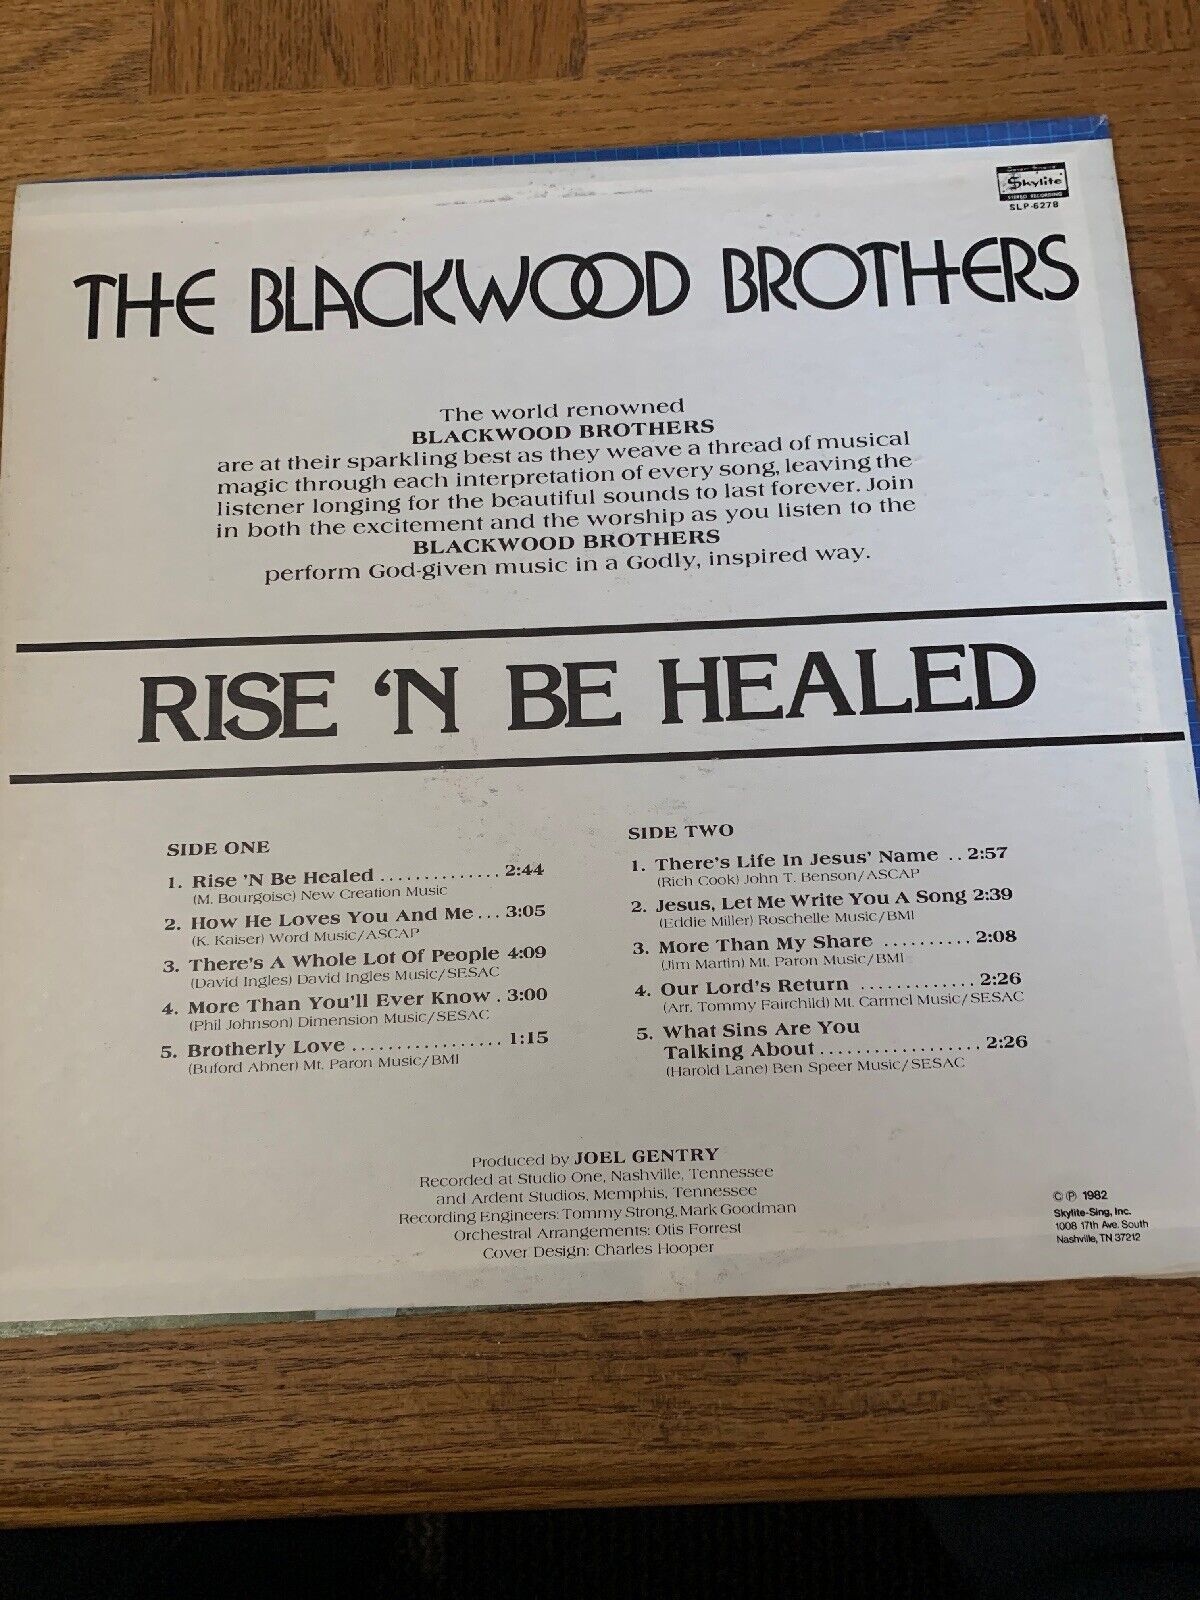 Skylite
STEREO RECORDING
SLP-6278
THE BLACKWOOD BROTHERS
The world renowned
BLACKWOOD BROTHERS
are at their sparkling best as they weave a thread of musical
magic through each interpretation of every song, leaving the
listener longing for the beautiful sounds to last forever. Join
in both the excitement and the worship as you listen to the
BLACKWOOD BROTHERS
perform God-given music in a Godly, inspired way.
RISE ‘N BE HEALED
SIDE ONE
1. Rise 'N Be Healed .............. 2:44
(M. Bourgoise) New Creation Music
2. How He Loves You And Me ... 3:05
(K. Kaiser) Word Music/ASCAP
3. There's A Whole Lot Of People 4:09
(David Ingles) David Ingles Music/SESAC
4. More Than You'll Ever Know . 3:00
(Phil Johnson) Dimension Music/SESAC
5. Brotherly Love ................. 1:15
(Buford Abner) Mt. Paron Music/BMI
SIDE TWO
1. There's Life In Jesus' Name .. 2:57
(Rich Cook) John T. Benson/ASCAP
2. Jesus, Let Me Write You A Song 2:39
(Eddie Miller) Roschelle Music/BMI
3. More Than My Share .......... 2:08
(Jim Martin) Mt. Paron Music/BMI
4. Our Lord's Return ............. 2:26
(Arr. Tommy Fairchild) Mt. Carmel Music/SESAC
5. What Sins Are You
Talking About .................. 2:26
(Harold Lane) Ben Speer Music/SESAC
Produced by JOEL GENTRY
Recorded at Studio One, Nashville, Tennessee
and Ardent Studios, Memphis, Tennessee
Recording Engineers: Tommy Strong, Mark Goodman
Orchestral Arrangements: Otis Forrest
Cover Design: Charles Hooper
© ℗ 1982
Skylite-Sing, Inc.
1008 17th Ave. South
Nashville, TN 37212